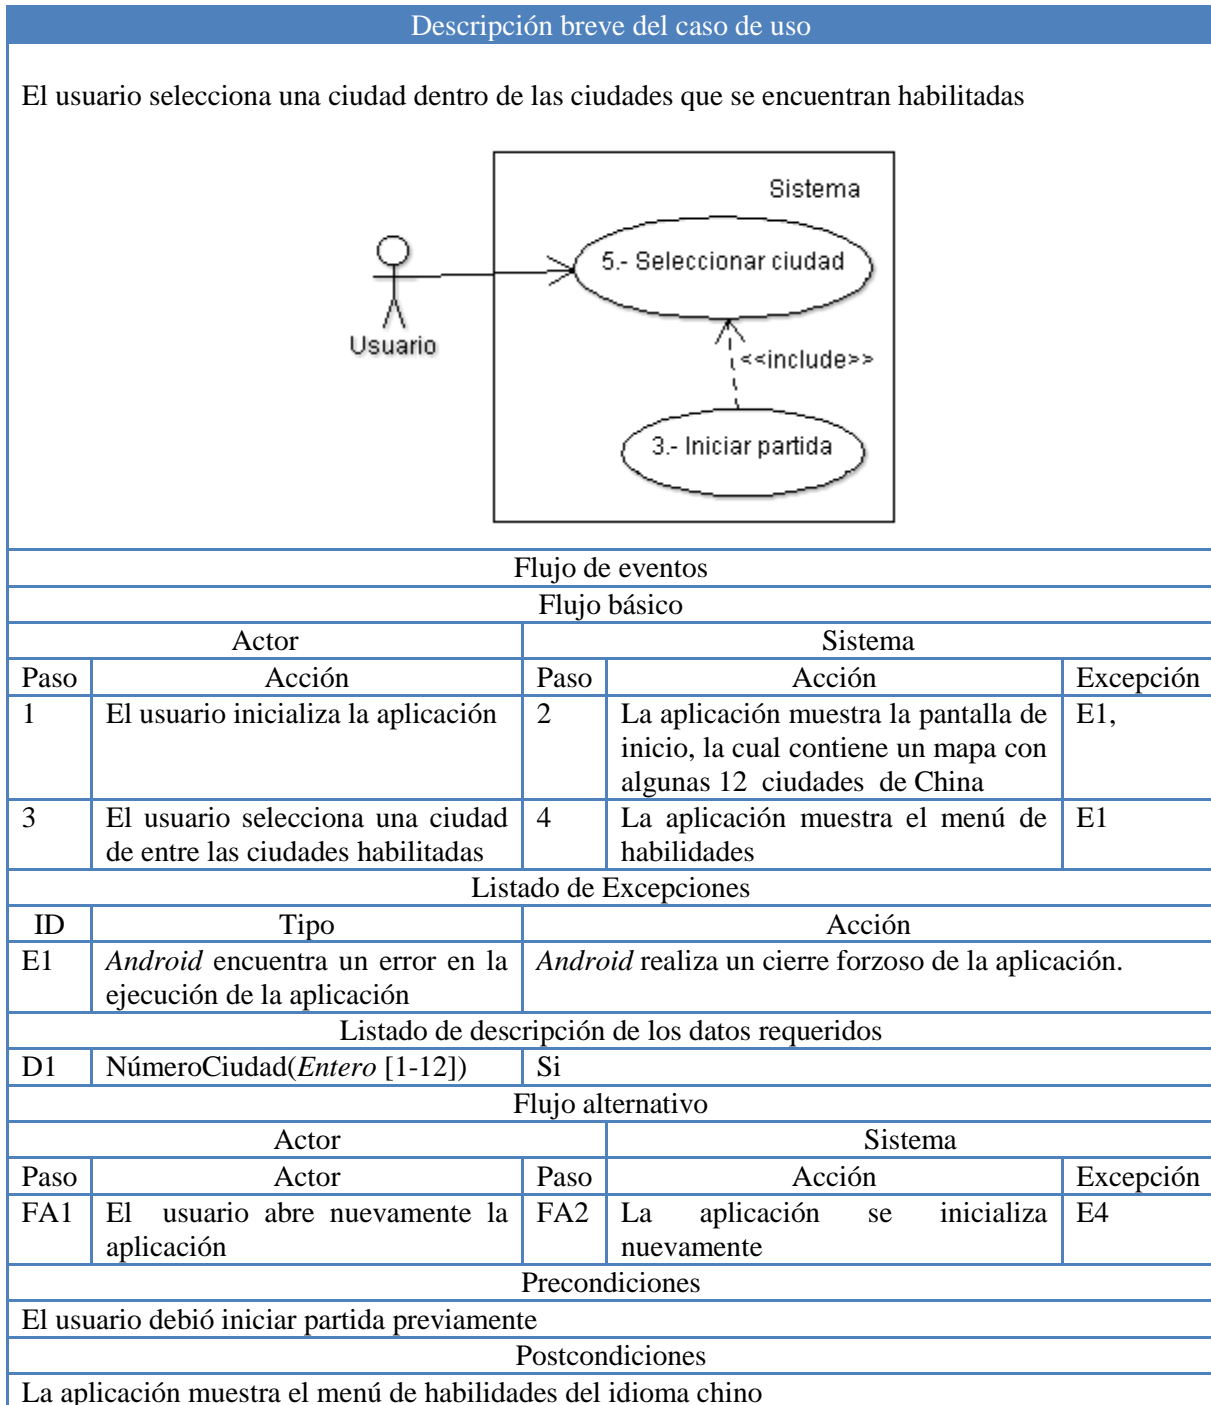 Descripción breve del caso de uso
El usuario selecciona una ciudad dentro de las ciudades que se encuentran habilitadas
Sistema
5.- Seleccionar ciudad
Usuario
<<include>>
3.- Iniciar partida
Flujo de eventos
Flujo básico
Actor Sistema
Paso Acción Paso Acción Excepción
1 El usuario inicializa la aplicación 2 La aplicación muestra la pantalla de E1,
inicio, la cual contiene un mapa con
algunas 12 ciudades de China
3 El usuario selecciona una ciudad 4 La aplicación muestra el menú de E1
de entre las ciudades habilitadas habilidades
Listado de Excepciones
ID Tipo Acción
E1 Android encuentra un error en la Android realiza un cierre forzoso de la aplicación.
ejecución de la aplicación
Listado de descripción de los datos requeridos
D1 NúmeroCiudad(Entero [1-12]) Si
Flujo alternativo
Actor Sistema
Paso Actor Paso Acción Excepción
FA1 El usuario abre nuevamente la FA2 La aplicación se inicializa E4
aplicación nuevamente
Precondiciones
El usuario debió iniciar partida previamente
Postcondiciones
La aplicación muestra el menú de habilidades del idioma chino